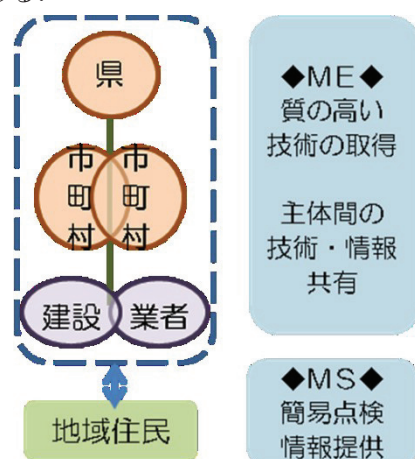 県
市町村
市町村
建設
業者
地域住民
◆ME◆
質の高い
技術の取得
主体間の
技術・情報
共有
◆MS◆
簡易点検
情報提供